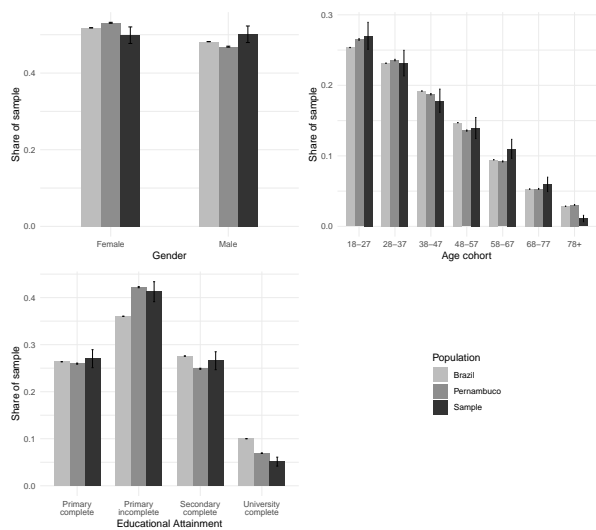 Share of sample
0.4
0.2
0.0
Female
Male
Gender
Share of sample
0.3
0.2
0.1
0.0
18−27
28−37
38−47
48−57
58−67
68−77
78+
Age cohort
Share of sample
0.4
0.3
0.2
0.1
0.0
Primary complete
Primary incomplete
Secondary complete
University complete
Educational Attainment
Population
Brazil
Pernambuco
Sample